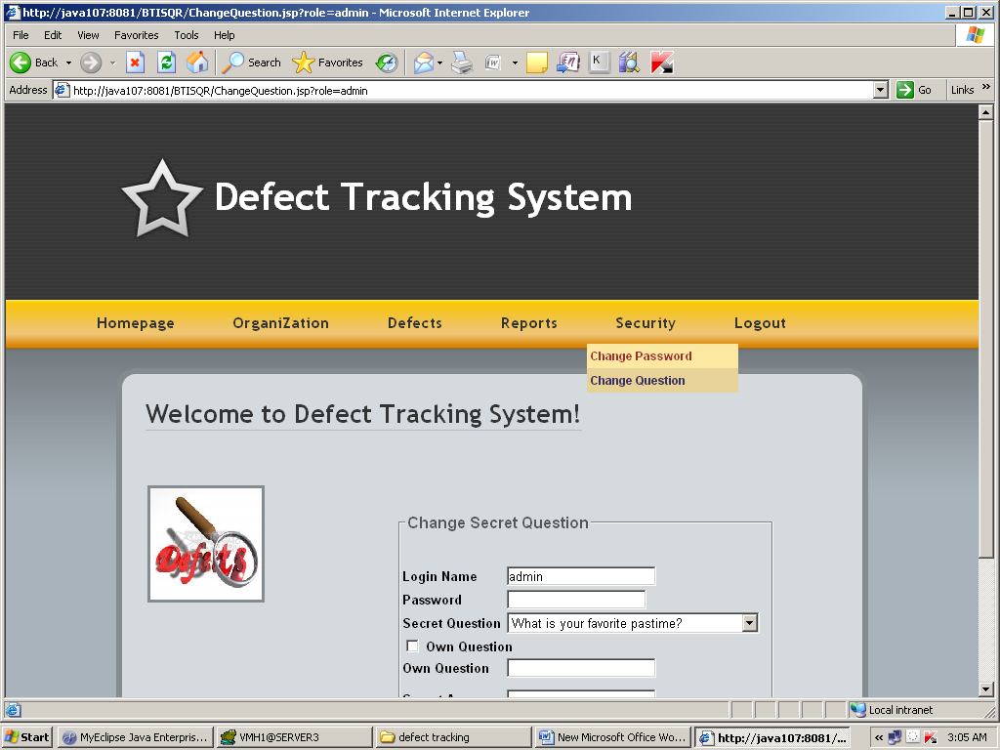 http://java107:8081/BTISQR/ChangeQuestion.jsp?role=admin - Microsoft Internet Explorer
File Edit View Favorites Tools Help
Back Search Favorites
Address http://java107:8081/BTISQR/ChangeQuestion.jsp?role=admin Go Links »
Defect Tracking System
Homepage OrganiZation Defects Reports Security Logout
Change Password
Change Question
Welcome to Defect Tracking System!
Defects
Change Secret Question
Login Name admin
Password
Secret Question What is your favorite pastime?
Own Question
Own Question
Local intranet
Start MyEclipse Java Enterpris... VMH1@SERVER3 defect tracking New Microsoft Office Wo... http://java107:8081/... « 3:05 AM